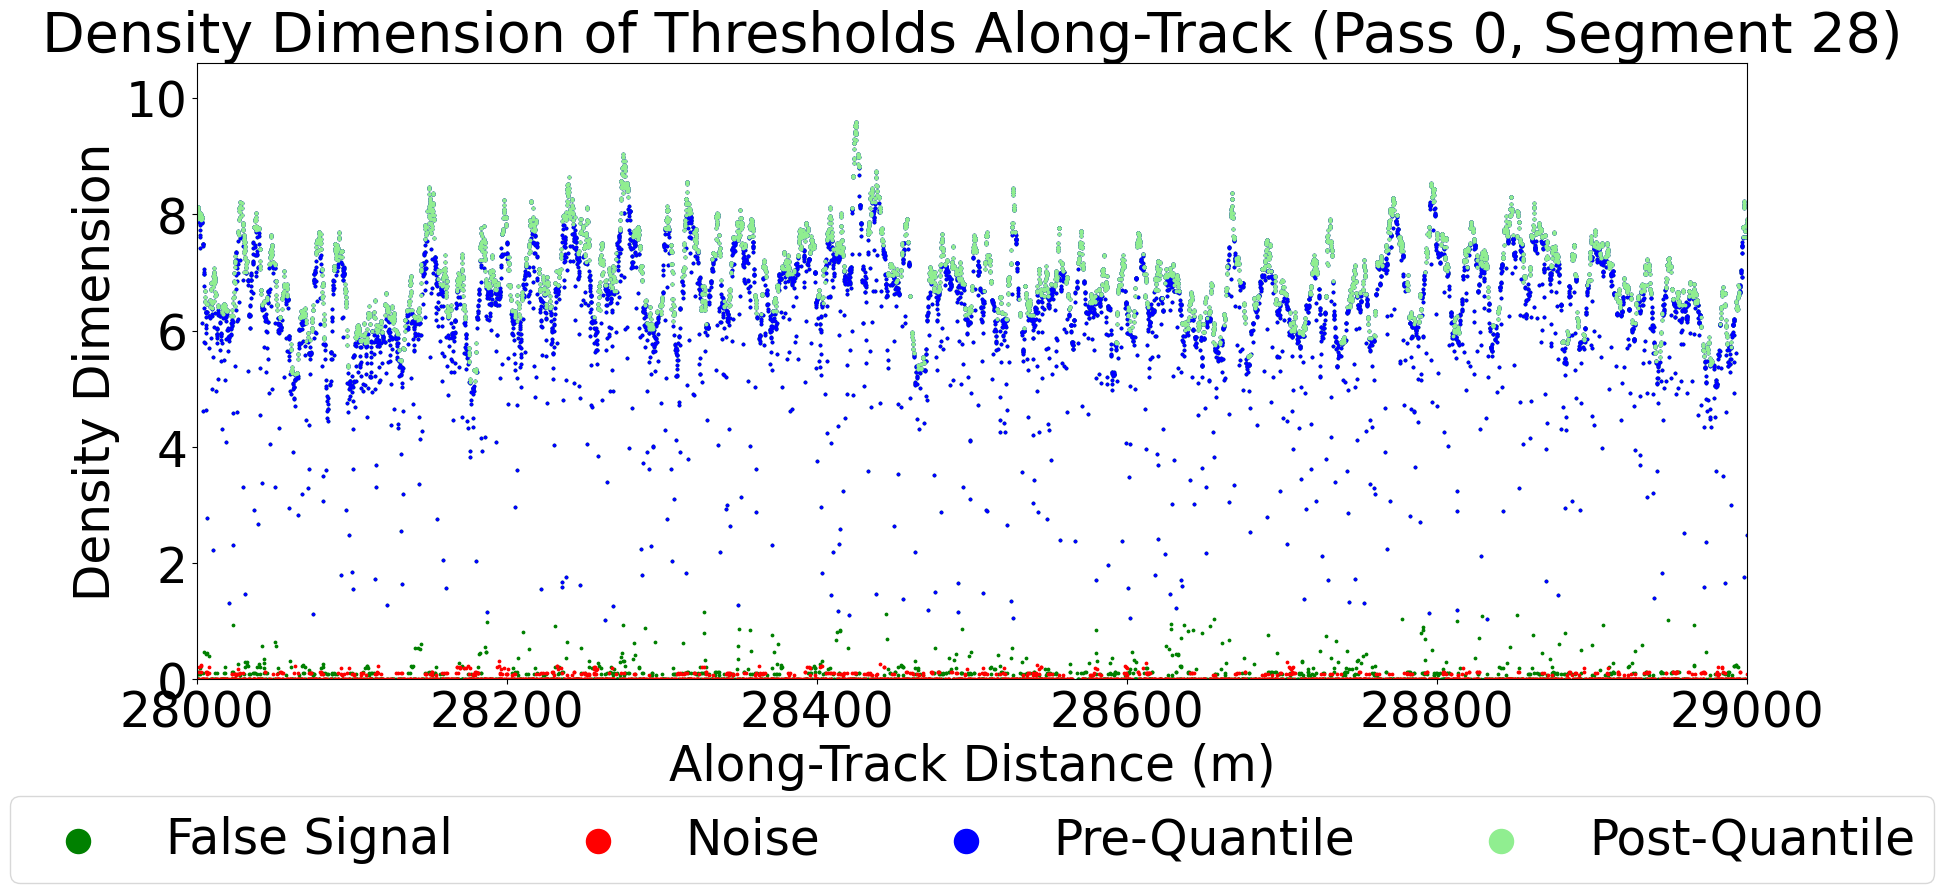 Density Dimension of Thresholds Along-Track (Pass 0, Segment 28)
Density Dimension
10
8
6
4
2
0
28000 28200 28400 28600 28800 29000
Along-Track Distance (m)
False Signal Noise Pre-Quantile Post-Quantile